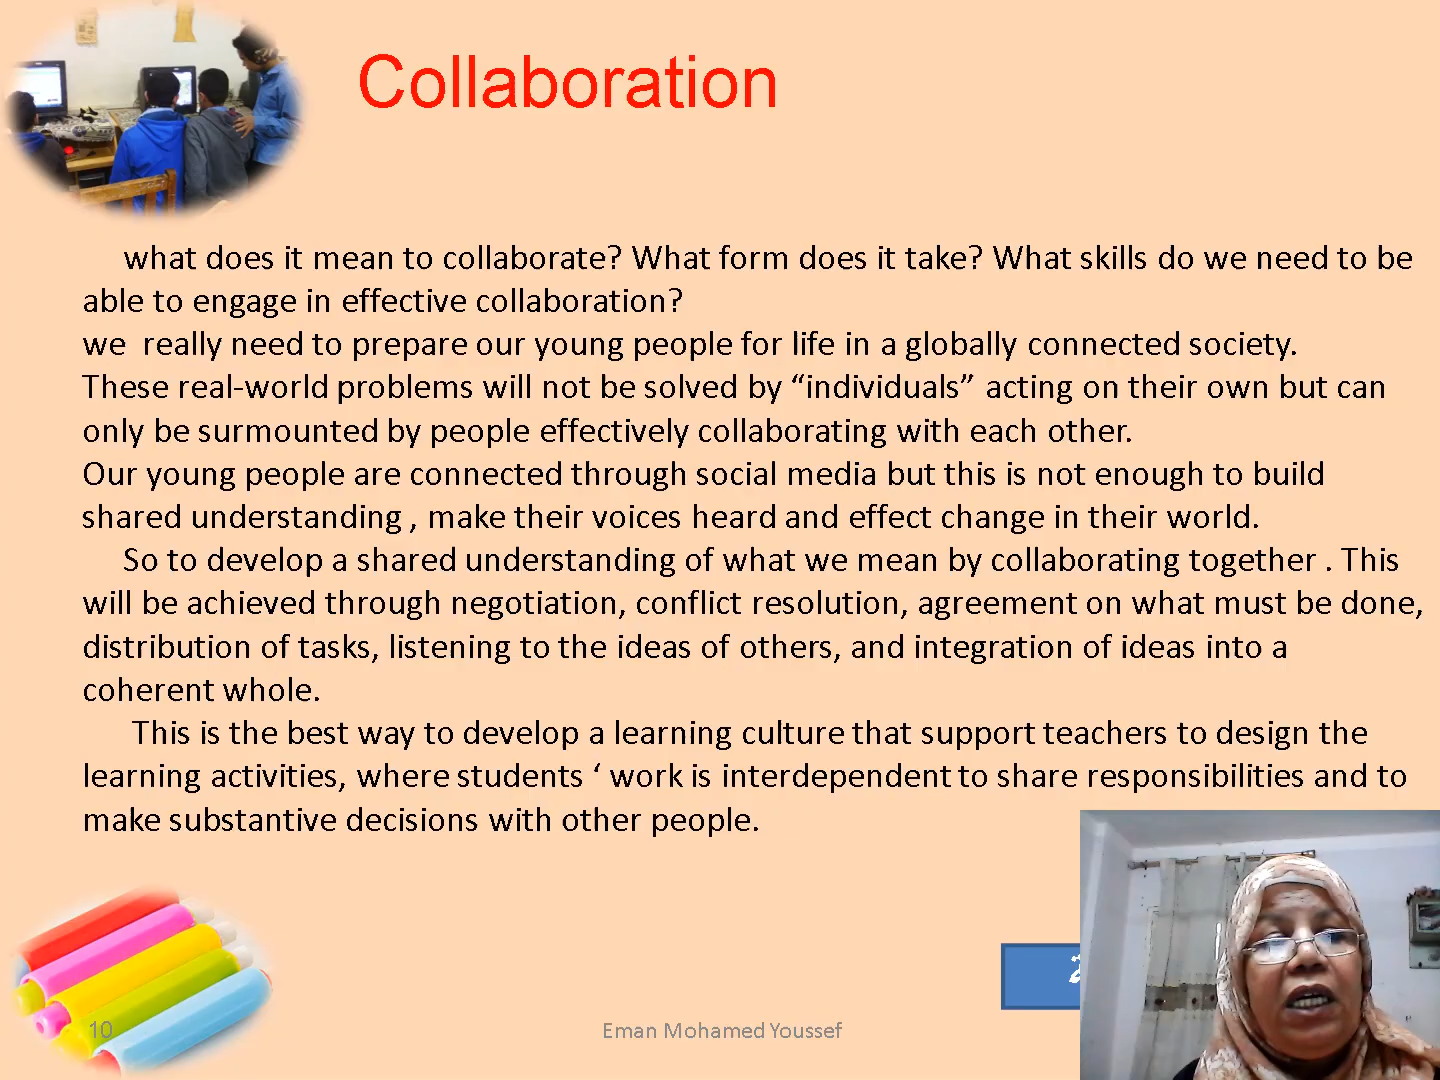 Collaboration
what does it mean to collaborate? What form does it take? What skills do we need to be
able to engage in effective collaboration?
we  really need to prepare our young people for life in a globally connected society.
These real-world problems will not be solved by “individuals” acting on their own but can
only be surmounted by people effectively collaborating with each other.
Our young people are connected through social media but this is not enough to build
shared understanding , make their voices heard and effect change in their world.
So to develop a shared understanding of what we mean by collaborating together . This
will be achieved through negotiation, conflict resolution, agreement on what must be done,
distribution of tasks, listening to the ideas of others, and integration of ideas into a
coherent whole.
This is the best way to develop a learning culture that support teachers to design the
learning activities, where students ‘ work is interdependent to share responsibilities and to
make substantive decisions with other people.
10
Eman Mohamed Youssef